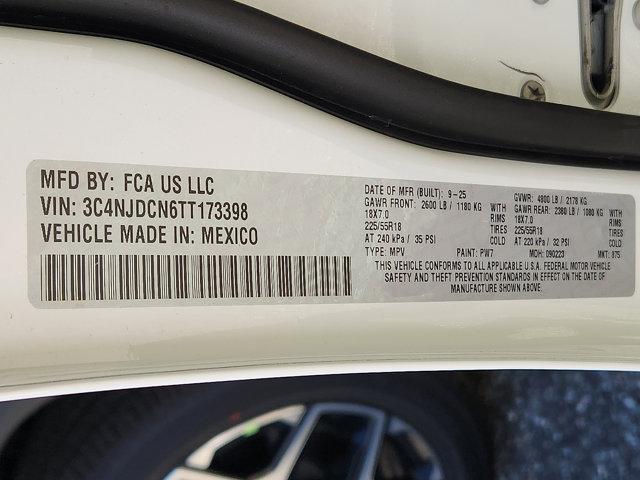 MFD BY: FCA US LLC
VIN: 3C4NJDCN6TT173398
VEHICLE MADE IN: MEXICO
DATE OF MFR (BUILT): 9-25 GVWR: 4800 LB / 2178 KG
GAWR FRONT: 2600 LB / 1180 KG WITH GAWR REAR: 2380 LB / 1080 KG WITH
18X7.0 RIMS 18X7.0 RIMS
225/55R18 TIRES 225/55R18 TIRES
AT 240 kPa / 35 PSI COLD AT 220 kPa / 32 PSI COLD
TYPE: MPV PAINT: PW7 MDH: 090223 MKT: 875
THIS VEHICLE CONFORMS TO ALL APPLICABLE U.S.A. FEDERAL MOTOR VEHICLE
SAFETY AND THEFT PREVENTION STANDARDS IN EFFECT ON THE DATE OF
MANUFACTURE SHOWN ABOVE.